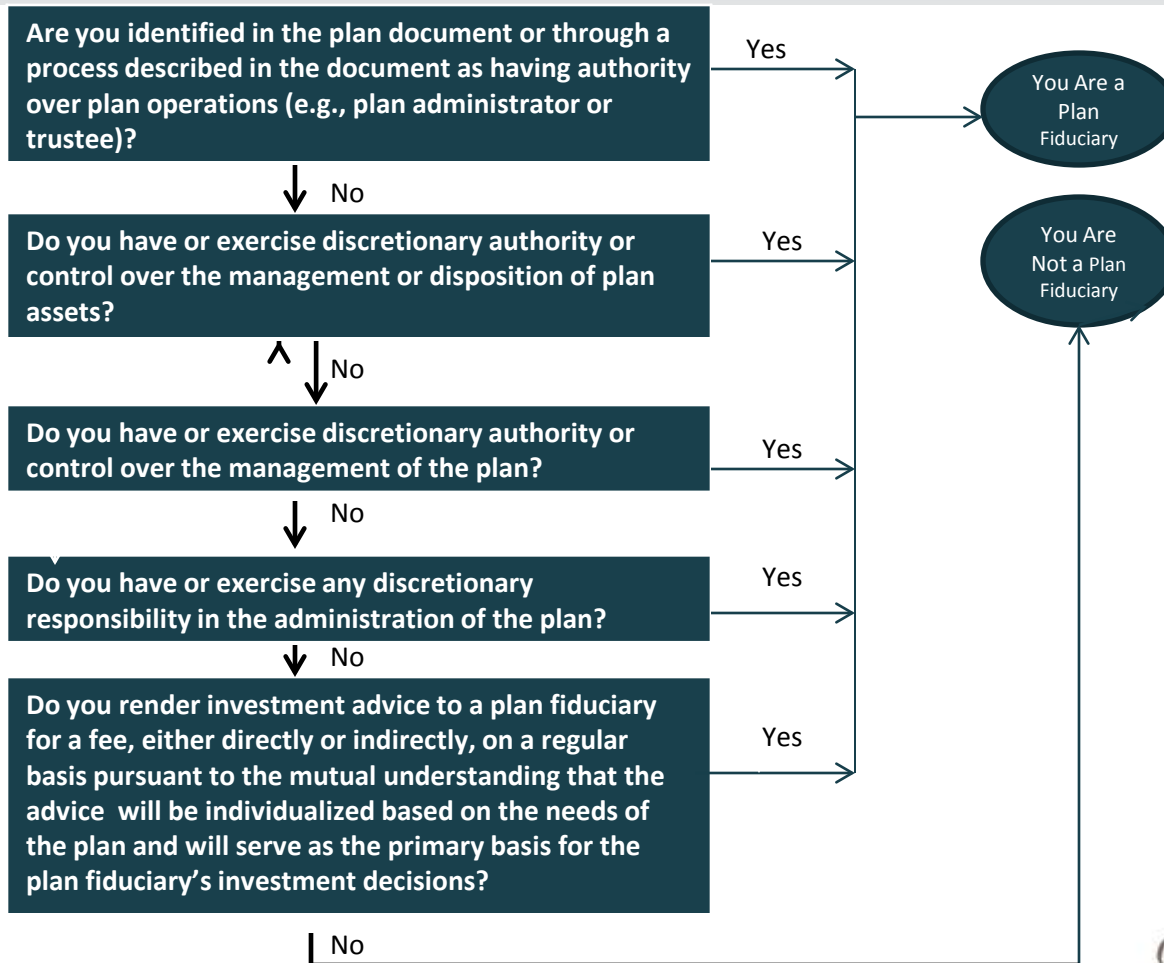 Are you identified in the plan document or through a
process described in the document as having authority
over plan operations (e.g., plan administrator or
trustee)?
Yes
You Are a
Plan
Fiduciary
No
Do you have or exercise discretionary authority or
control over the management or disposition of plan
assets?
Yes
You Are
Not a Plan
Fiduciary
No
Do you have or exercise discretionary authority or
control over the management of the plan?
Yes
No
Do you have or exercise any discretionary
responsibility in the administration of the plan?
Yes
No
Do you render investment advice to a plan fiduciary
for a fee, either directly or indirectly, on a regular
basis pursuant to the mutual understanding that the
advice will be individualized based on the needs of
the plan and will serve as the primary basis for the
plan fiduciary’s investment decisions?
Yes
No